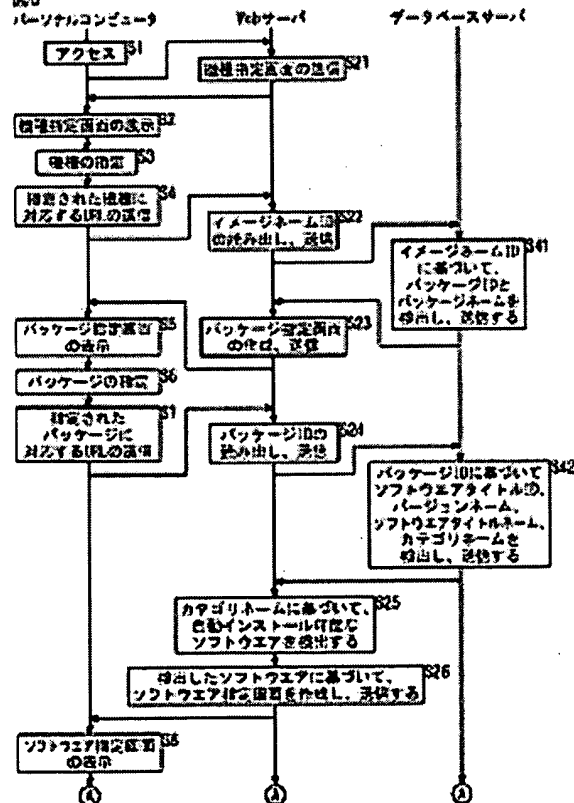 パーソナルコンピュータ
Webサーバ
データベースサーバ
アクセス
S1
機種指定画面の送信
S21
機種指定画面の表示
S2
機種の指定
S3
指定された機種に
対応するURLの送信
S4
イメージネームID
の読み出し、送信
S22
イメージネームID
に基づいて、
パッケージIDと
パッケージネームを
検出し、送信する
S41
パッケージ指定画面
の作成、送信
S23
パッケージ指定画面
の表示
S5
パッケージの指定
S6
指定された
パッケージに
対応するURLの送信
パッケージIDの
読み出し、送信
S24
パッケージIDに基づいて
ソフトウエアタイトルID、
バージョンネーム、
ソフトウエアタイトルネーム、
カテゴリネームを
検出し、送信する
S42
カテゴリネームに基づいて、
自動インストール可能な
ソフトウエアを検出する
S25
検出したソフトウエアに基づいて、
ソフトウエア指定画面を作成し、送信する
S26
ソフトウエア指定画面
の表示
S8
A
A
A